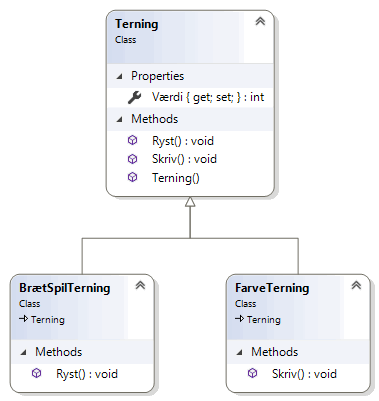 Terning
Class
Properties
Værdi { get; set; } : int
Methods
Ryst() : void
Skriv() : void
Terning()
BrætSpilTerning
Class
Terning
Methods
Ryst() : void
FarveTerning
Class
Terning
Methods
Skriv() : void